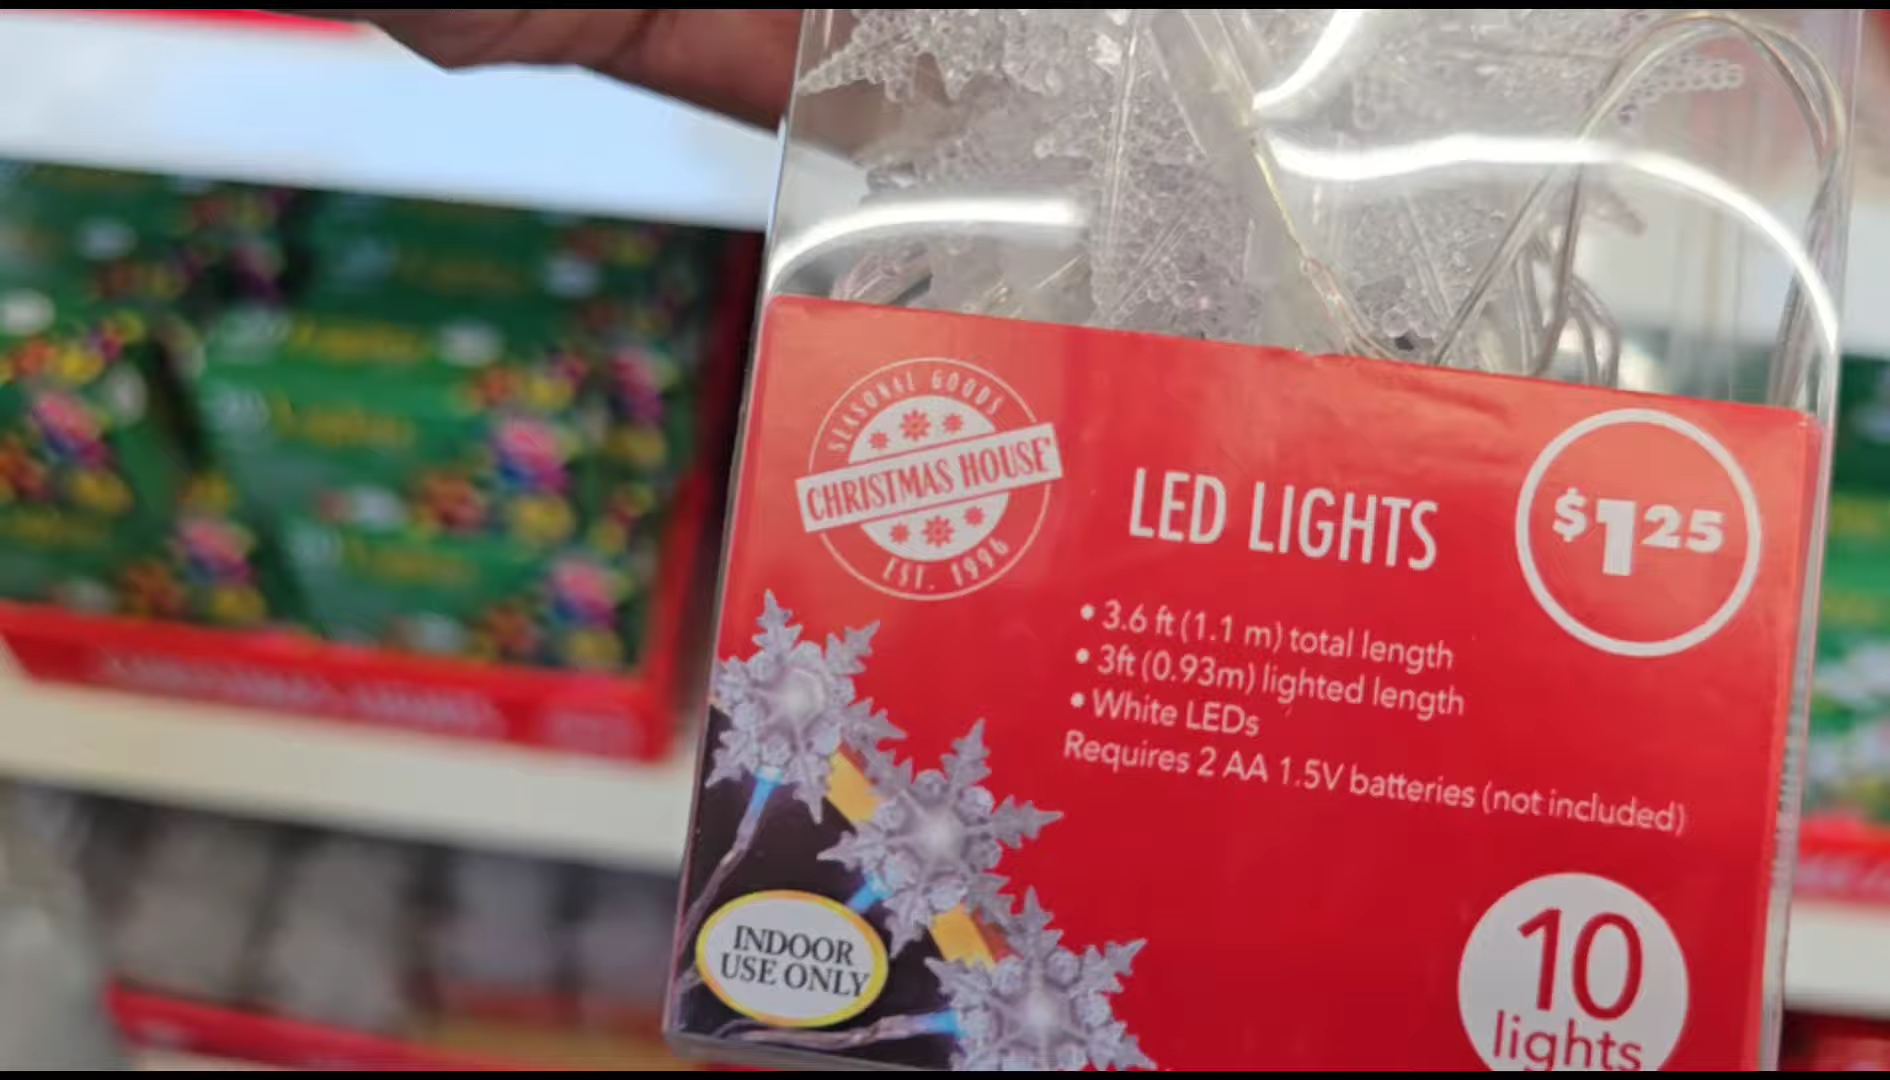 SEASONAL GOODS
CHRISTMAS HOUSE
EST. 1996
LED LIGHTS
$1.25
• 3.6 ft (1.1 m) total length
• 3ft (0.93m) lighted length
• White LEDs
Requires 2 AA 1.5V batteries (not included)
INDOOR
USE ONLY
10
lights